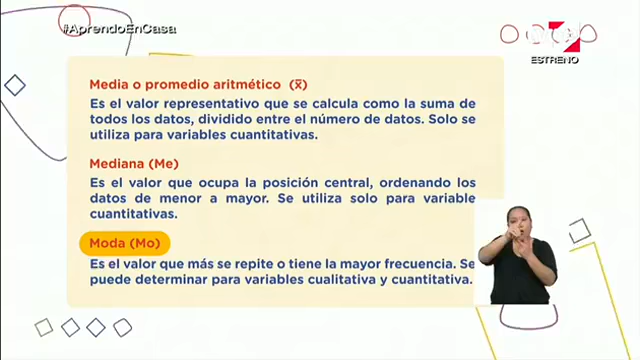 #AprendoEnCasa
ESTRENO
Media o promedio aritmético (x̅)
Es el valor representativo que se calcula como la suma de
todos los datos, dividido entre el número de datos. Solo se
utiliza para variables cuantitativas.
Mediana (Me)
Es el valor que ocupa la posición central, ordenando los
datos de menor a mayor. Se utiliza solo para variable
cuantitativas.
Moda (Mo)
Es el valor que más se repite o tiene la mayor frecuencia. Se
puede determinar para variables cualitativa y cuantitativa.